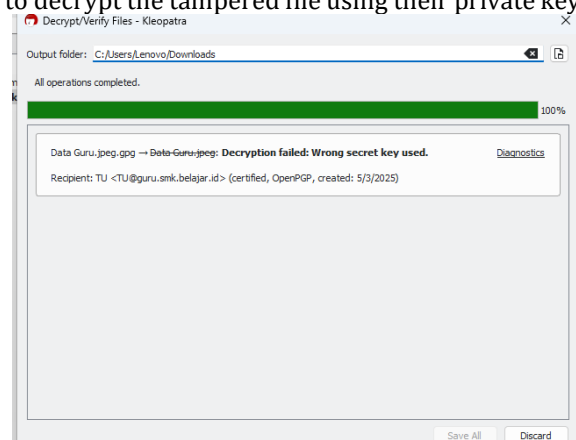 to decrypt the tampered file using their private key
Decrypt/Verify Files - Kleopatra
Output folder: C:/Users/Lenovo/Downloads
All operations completed.
100%
Data Guru.jpeg.gpg → Data Guru.jpeg: Decryption failed: Wrong secret key used. Diagnostics
Recipient: TU <TU@guru.smk.belajar.id> (certified, OpenPGP, created: 5/3/2025)
Save All Discard